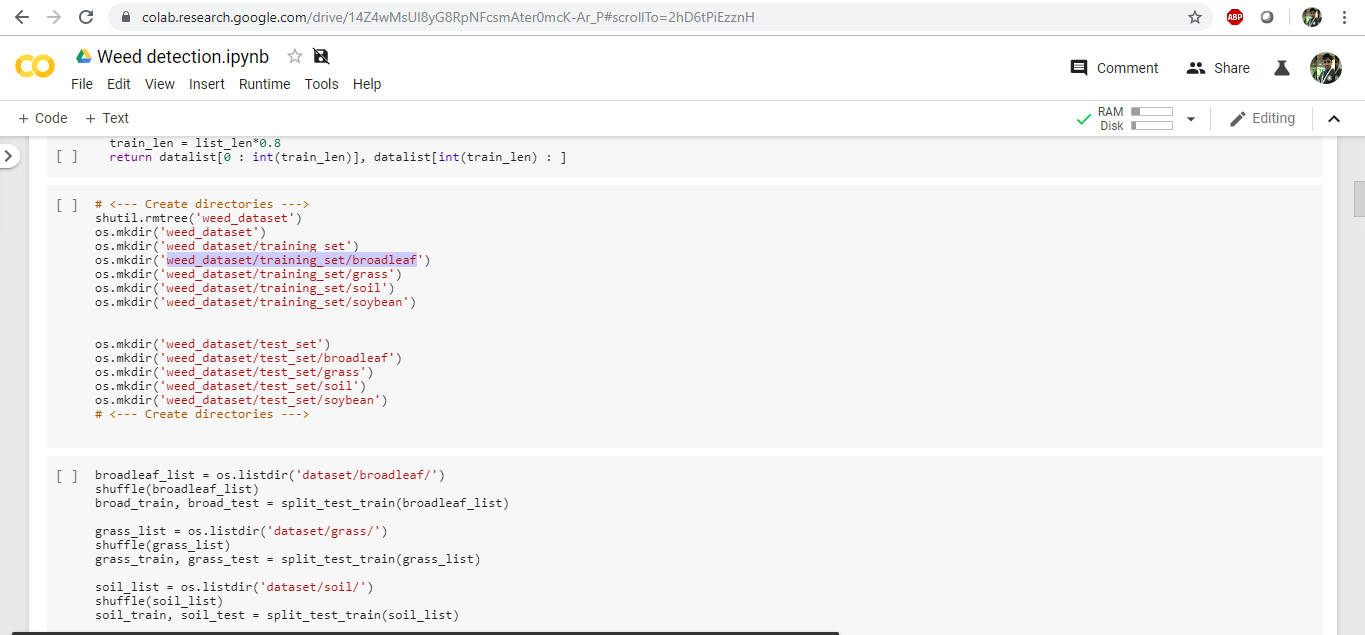 colab.research.google.com/drive/14Z4wMsUI8yG8RpNFcsmAter0mcK-Ar_P#scrollTo=2hD6tPiEzznH
ABP
CO
Weed detection.ipynb
File Edit View Insert Runtime Tools Help
Comment
Share
+ Code + Text
RAM
Disk
Editing
train_len = list_len*0.8
[ ] return datalist[0 : int(train_len)], datalist[int(train_len) : ]
[ ] # <--- Create directories --->
shutil.rmtree('weed_dataset')
os.mkdir('weed_dataset')
os.mkdir('weed_dataset/training_set')
os.mkdir('weed_dataset/training_set/broadleaf')
os.mkdir('weed_dataset/training_set/grass')
os.mkdir('weed_dataset/training_set/soil')
os.mkdir('weed_dataset/training_set/soybean')
os.mkdir('weed_dataset/test_set')
os.mkdir('weed_dataset/test_set/broadleaf')
os.mkdir('weed_dataset/test_set/grass')
os.mkdir('weed_dataset/test_set/soil')
os.mkdir('weed_dataset/test_set/soybean')
# <--- Create directories --->
[ ] broadleaf_list = os.listdir('dataset/broadleaf/')
shuffle(broadleaf_list)
broad_train, broad_test = split_test_train(broadleaf_list)
grass_list = os.listdir('dataset/grass/')
shuffle(grass_list)
grass_train, grass_test = split_test_train(grass_list)
soil_list = os.listdir('dataset/soil/')
shuffle(soil_list)
soil_train, soil_test = split_test_train(soil_list)